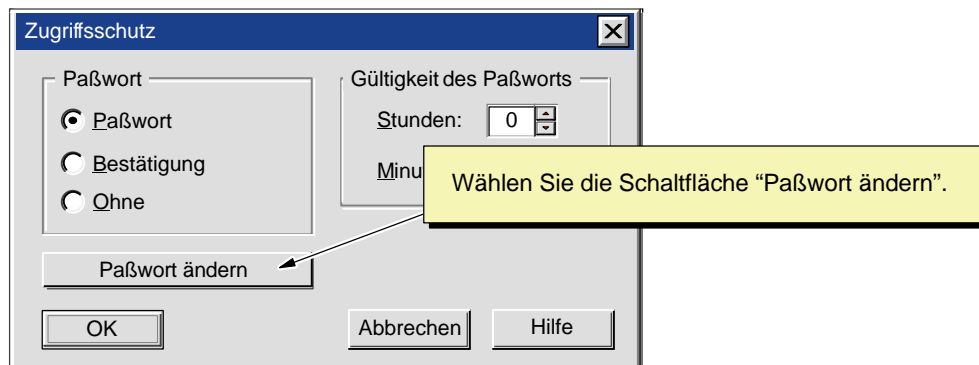 Zugriffsschutz
Paßwort
Paßwort
Bestätigung
Ohne
Gültigkeit des Paßworts
Stunden: 0
Minu
Wählen Sie die Schaltfläche “Paßwort ändern”.
Paßwort ändern
OK
Abbrechen
Hilfe